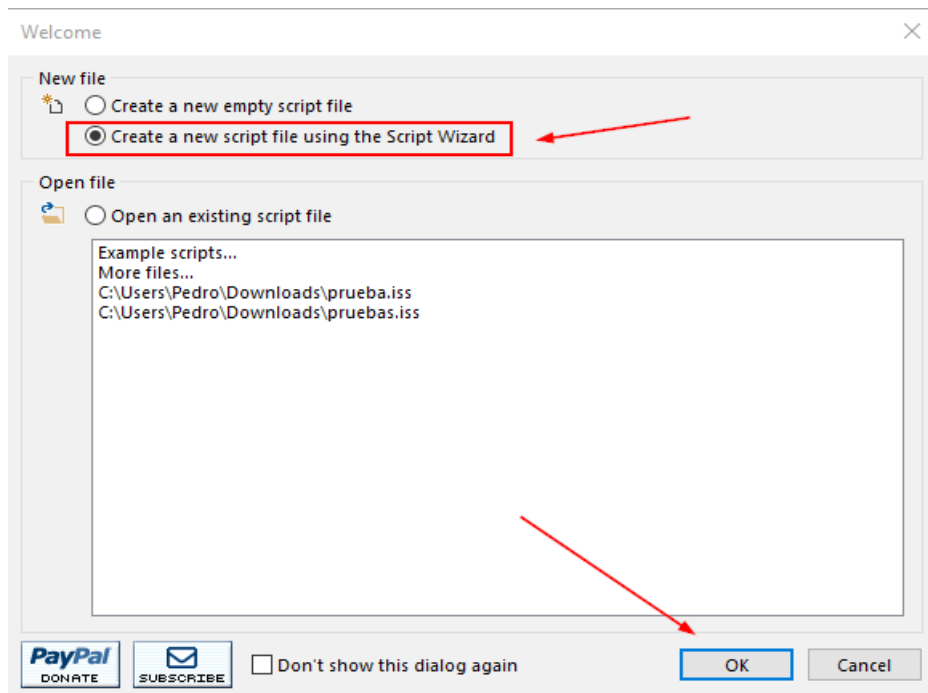 Welcome
New file
Create a new empty script file
Create a new script file using the Script Wizard
Open file
Open an existing script file
Example scripts...
More files...
C:\Users\Pedro\Downloads\prueba.iss
C:\Users\Pedro\Downloads\pruebas.iss
PayPal
DONATE
SUBSCRIBE
Don't show this dialog again
OK
Cancel